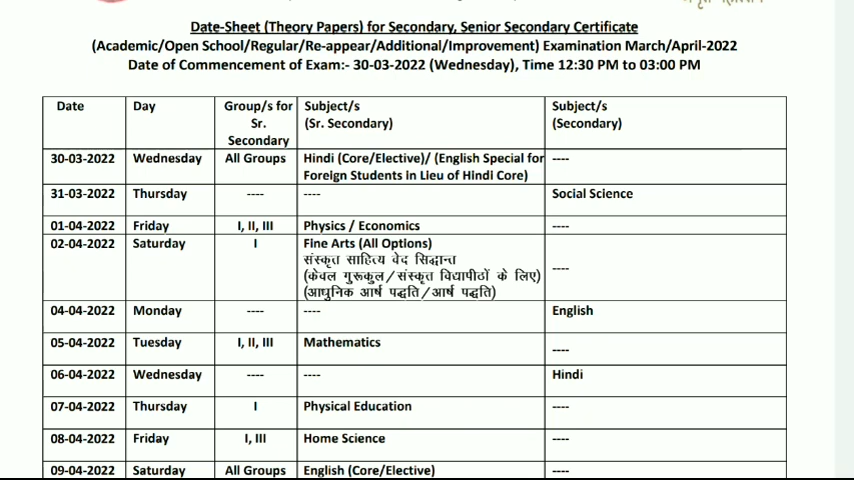 Date-Sheet (Theory Papers) for Secondary, Senior Secondary Certificate
(Academic/Open School/Regular/Re-appear/Additional/Improvement) Examination March/April-2022
Date of Commencement of Exam:- 30-03-2022 (Wednesday), Time 12:30 PM to 03:00 PM
Date Day Group/s for Sr. Secondary Subject/s (Sr. Secondary) Subject/s (Secondary)
30-03-2022 Wednesday All Groups Hindi (Core/Elective)/ (English Special for ----
Foreign Students in Lieu of Hindi Core)
31-03-2022 Thursday ---- ---- Social Science
01-04-2022 Friday I, II, III Physics / Economics ----
02-04-2022 Saturday I Fine Arts (All Options)
संस्कृत साहित्य वेद सिद्धान्त
(केवल गुरूकुल/संस्कृत विद्यापीठों के लिए) ----
(आधुनिक आर्ष पद्धति/आर्ष पद्धति)
04-04-2022 Monday ---- ---- English
05-04-2022 Tuesday I, II, III Mathematics ----
06-04-2022 Wednesday ---- ---- Hindi
07-04-2022 Thursday I Physical Education ----
08-04-2022 Friday I, III Home Science ----
09-04-2022 Saturday All Groups English (Core/Elective) ----